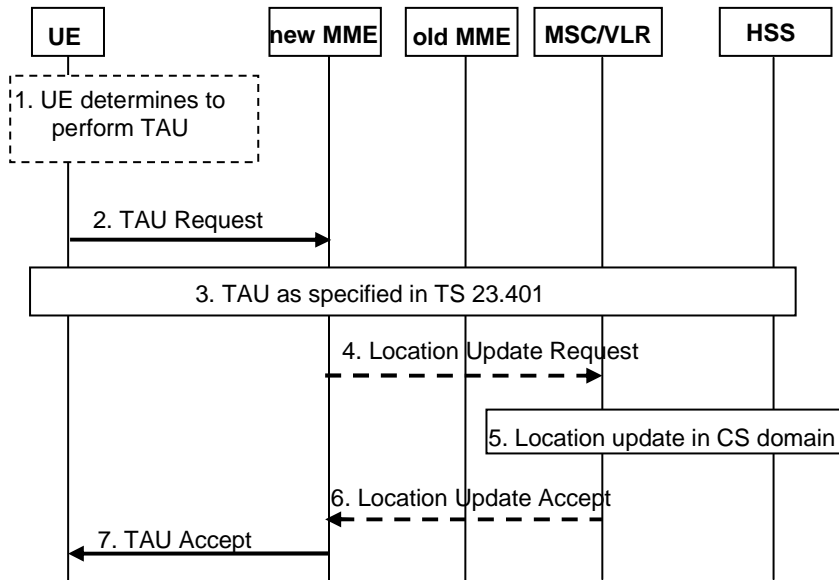 UE
new MME
old MME
MSC/VLR
HSS
1. UE determines to
perform TAU
2. TAU Request
3. TAU as specified in TS 23.401
4. Location Update Request
5. Location update in CS domain
6. Location Update Accept
7. TAU Accept